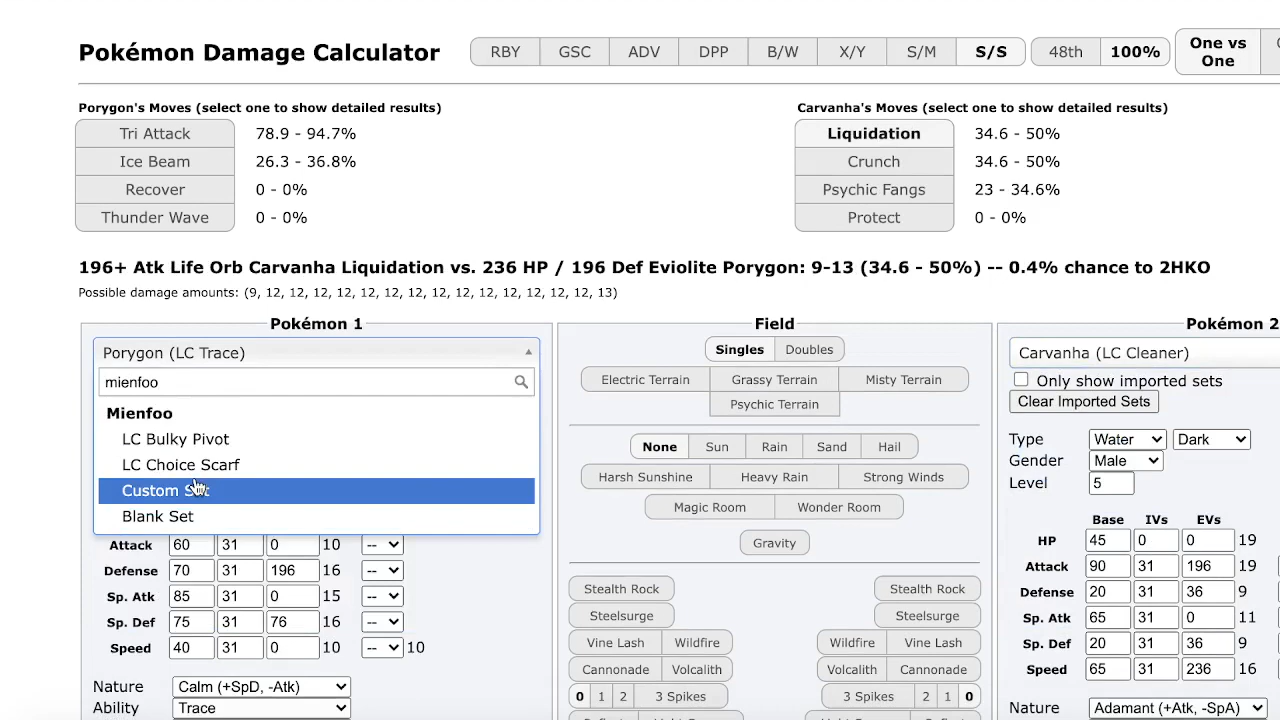 Pokémon Damage Calculator
RBY GSC ADV DPP B/W X/Y S/M S/S 48th 100% One vs One
Porygon's Moves (select one to show detailed results)
Tri Attack 78.9 - 94.7%
Ice Beam 26.3 - 36.8%
Recover 0 - 0%
Thunder Wave 0 - 0%
Carvanha's Moves (select one to show detailed results)
Liquidation 34.6 - 50%
Crunch 34.6 - 50%
Psychic Fangs 23 - 34.6%
Protect 0 - 0%
196+ Atk Life Orb Carvanha Liquidation vs. 236 HP / 196 Def Eviolite Porygon: 9-13 (34.6 - 50%) -- 0.4% chance to 2HKO
Possible damage amounts: (9, 12, 12, 12, 12, 12, 12, 12, 12, 12, 12, 12, 12, 12, 12, 13)
Pokémon 1
Porygon (LC Trace)
mienfoo
Mienfoo
LC Bulky Pivot
LC Choice Scarf
Custom Set
Blank Set
Attack 60 31 0 10 --
Defense 70 31 196 16 --
Sp. Atk 85 31 0 15 --
Sp. Def 75 31 76 16 --
Speed 40 31 0 10 -- 10
Nature Calm (+SpD, -Atk)
Ability Trace
Field
Singles Doubles
Electric Terrain Grassy Terrain Misty Terrain
Psychic Terrain
None Sun Rain Sand Hail
Harsh Sunshine Heavy Rain Strong Winds
Magic Room Wonder Room
Gravity
Stealth Rock Stealth Rock
Steelsurge Steelsurge
Vine Lash Wildfire Wildfire Vine Lash
Cannonade Volcalith Volcalith Cannonade
0 1 2 3 Spikes 3 Spikes 2 1 0
Pokémon 2
Carvanha (LC Cleaner)
Only show imported sets
Clear Imported Sets
Type Water Dark
Gender Male
Level 5
Base IVs EVs
HP 45 0 0 19
Attack 90 31 196 19
Defense 20 31 36 9
Sp. Atk 65 31 0 11
Sp. Def 20 31 36 9
Speed 65 31 236 16
Nature Adamant (+Atk, -SpA)